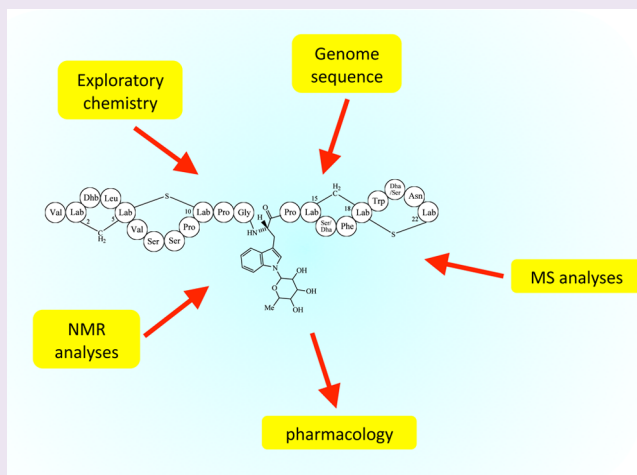 Genome
sequence
Exploratory
chemistry
Val Lab Dhb Leu Lab Val Ser Ser Pro Lab Pro Gly Pro Lab Ser/Dha Phe Lab Trp Dha/Ser Asn Lab
2 5 10 15 18 22
S CH2 S CH2
O H HN N
O OH OH OH Me
MS analyses
NMR
analyses
pharmacology